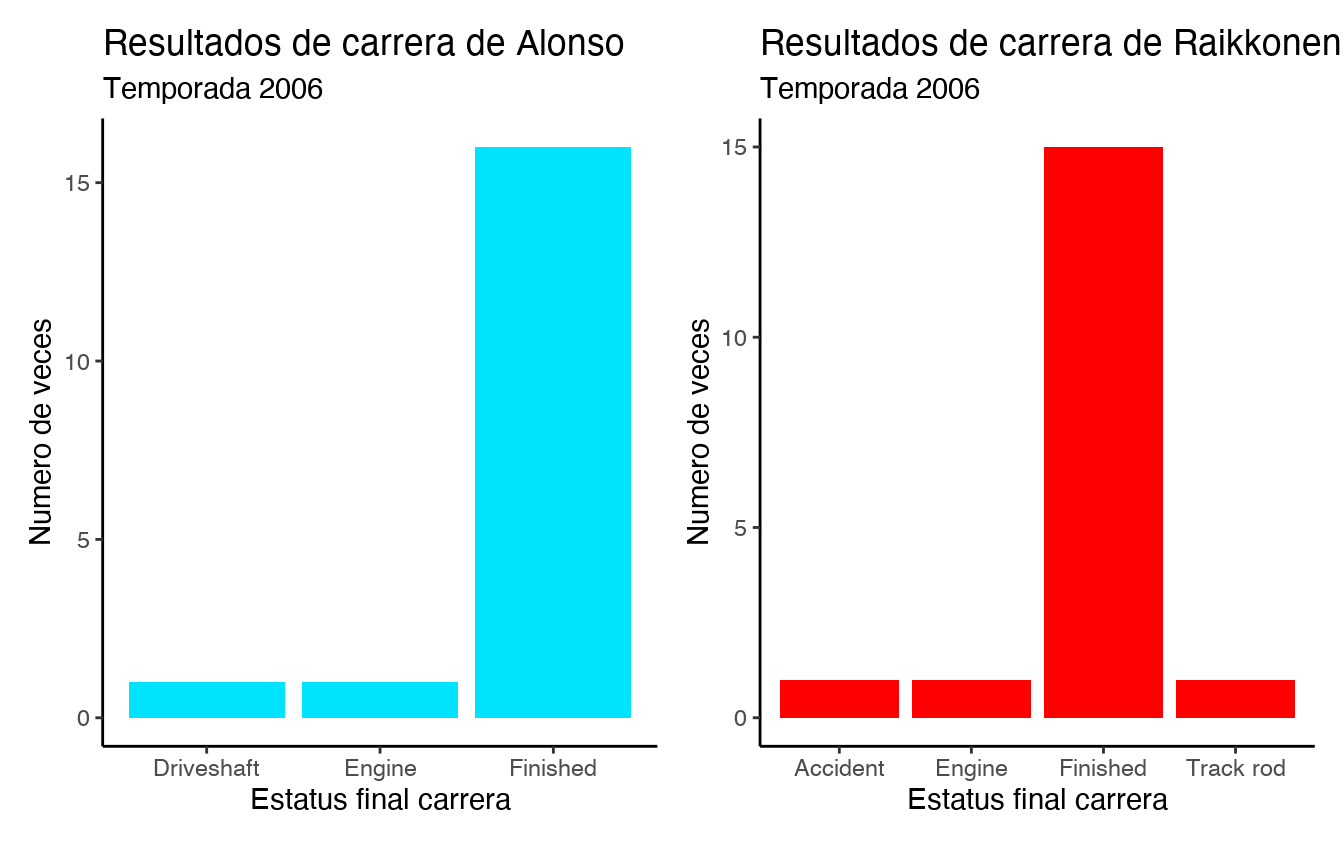 Resultados de carrera de Alonso
Temporada 2006
Numero de veces
15
10
5
0
Driveshaft Engine Finished
Estatus final carrera
Resultados de carrera de Raikkonen
Temporada 2006
Numero de veces
15
10
5
0
Accident Engine Finished Track rod
Estatus final carrera